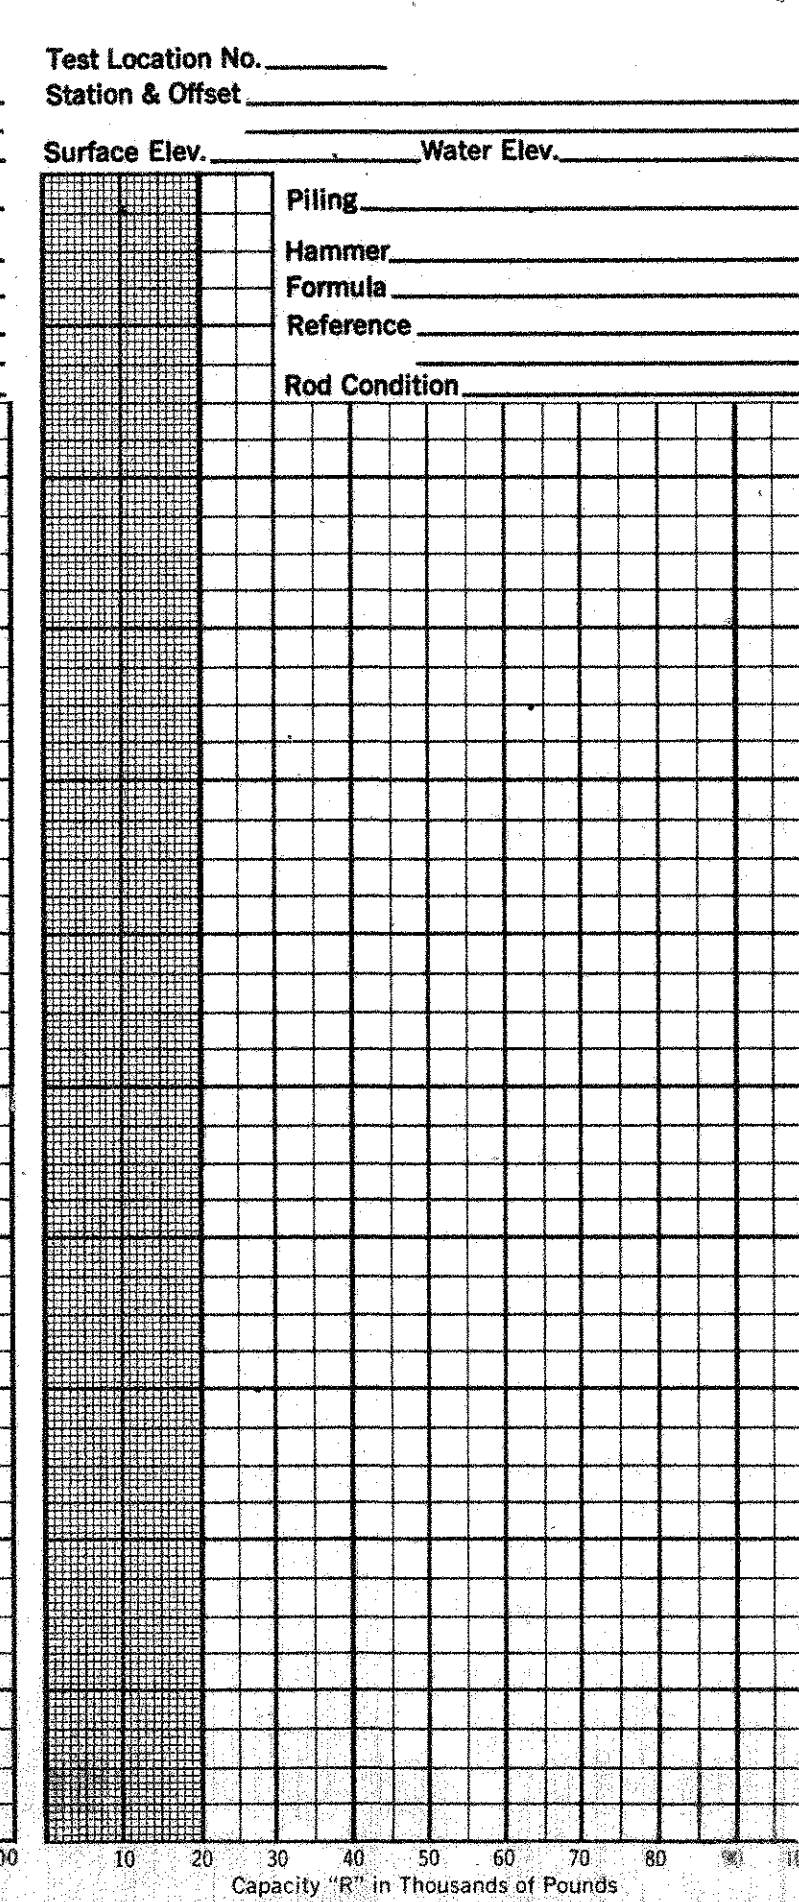 Test Location No.
Station & Offset
Surface Elev. Water Elev.
Piling
Hammer
Formula
Reference
Rod Condition
10 20 30 40 50 60 70 80 90
Capacity "R" in Thousands of Pounds